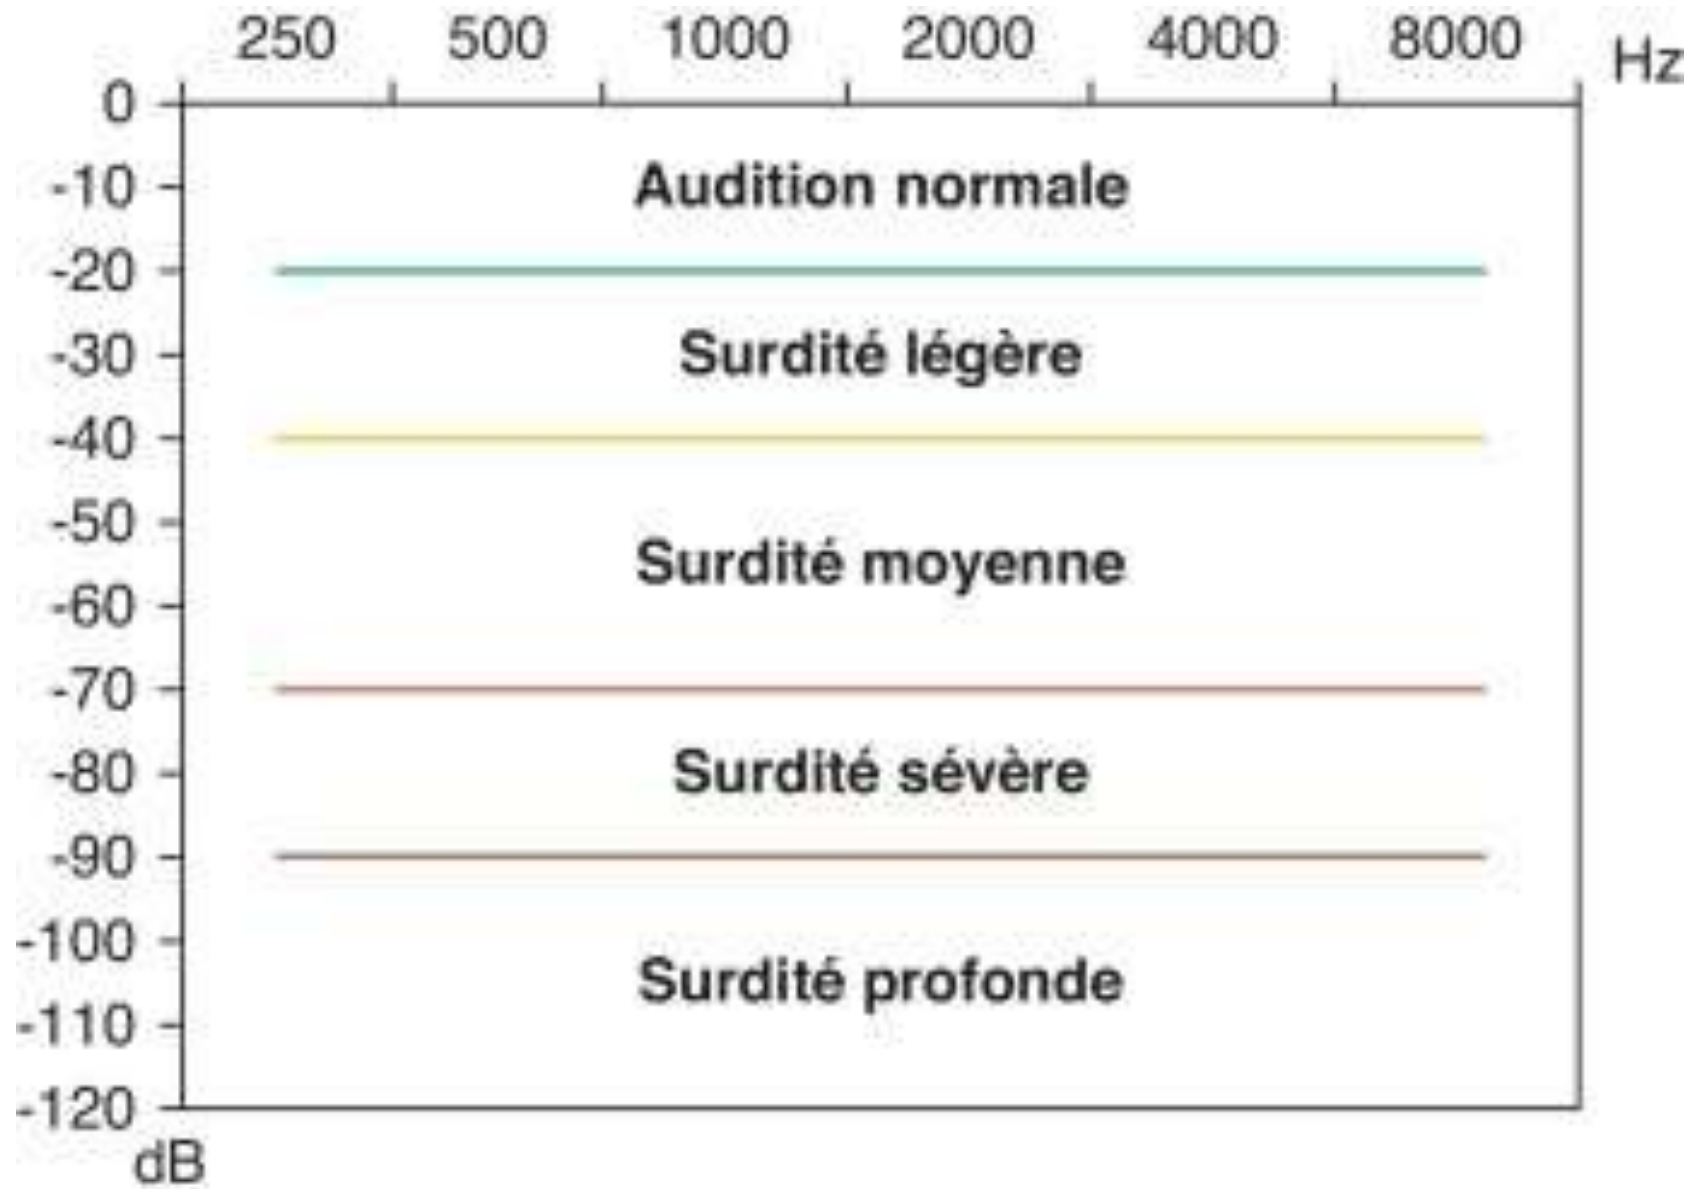 250 500 1000 2000 4000 8000 Hz
0
-10 Audition normale
-20
-30 Surdité légère
-40
-50
Surdité moyenne
-60
-70
-80 Surdité sévère
-90
-100
Surdité profonde
-110
-120
dB